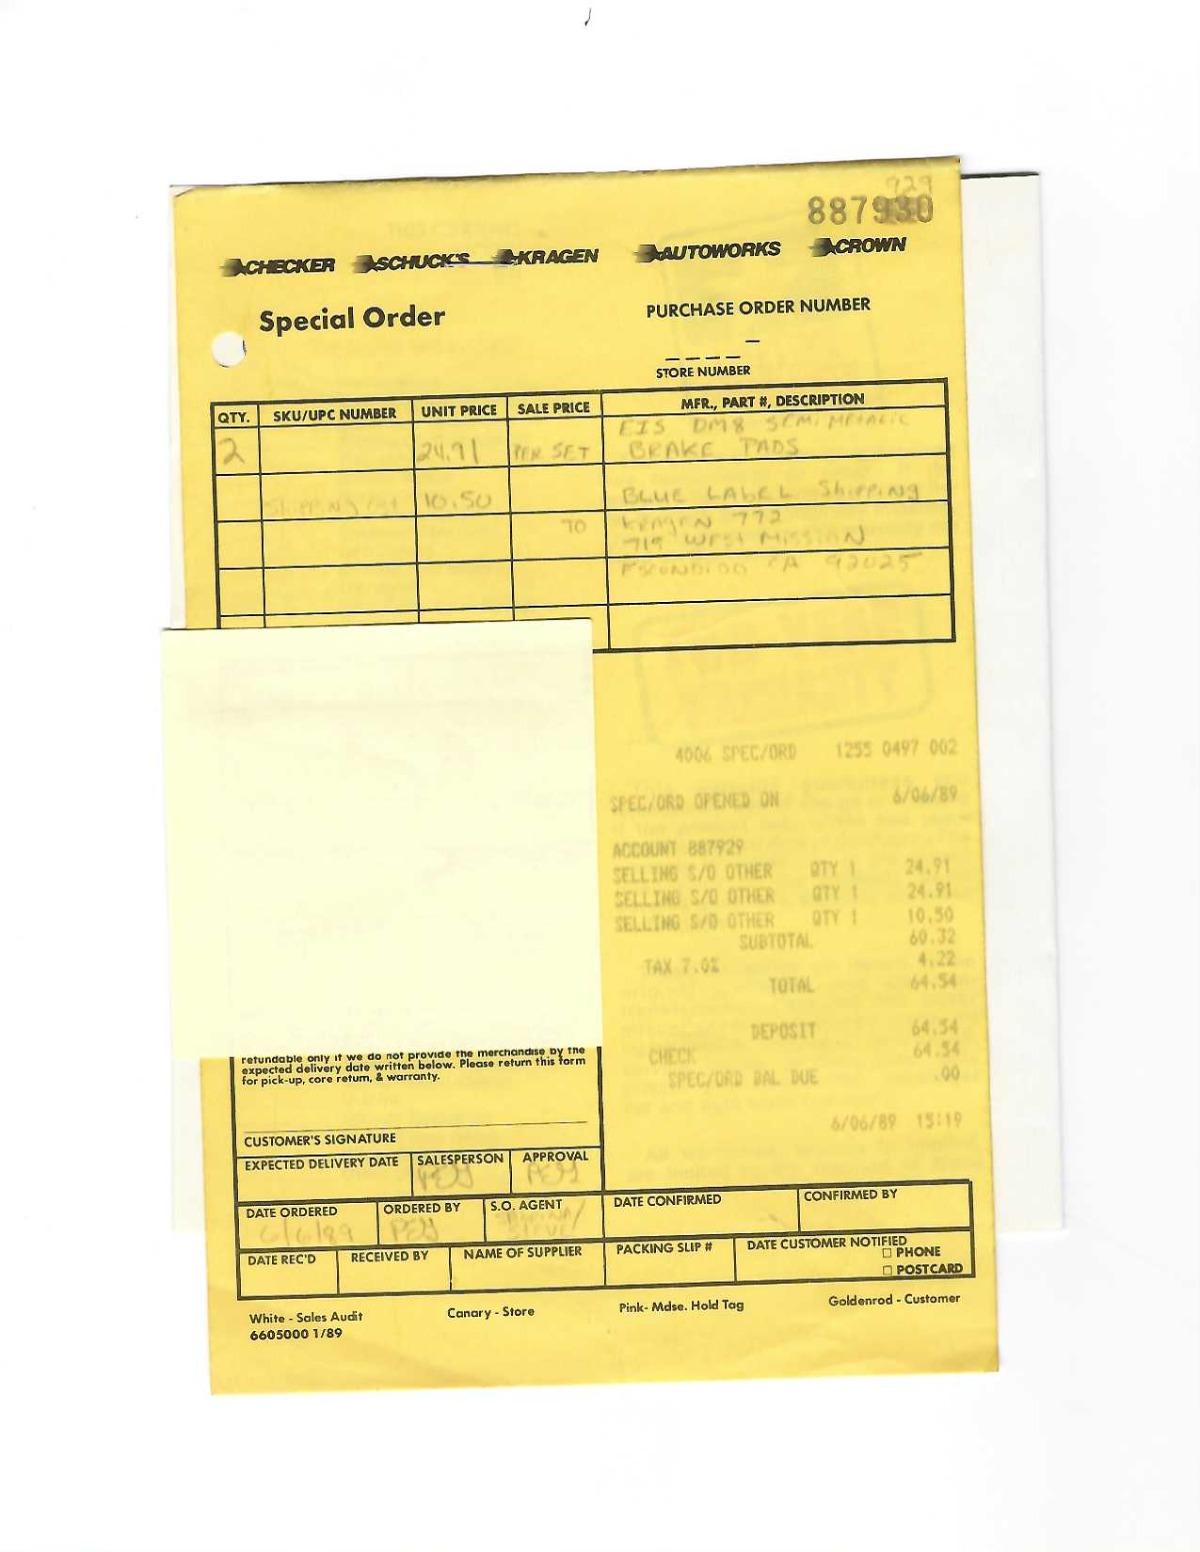 929
887930
CHECKER SCHUCK'S KRAGEN AUTOWORKS CROWN
Special Order
PURCHASE ORDER NUMBER
_ _ _ _ –
STORE NUMBER
QTY. SKU/UPC NUMBER UNIT PRICE SALE PRICE MFR., PART #, DESCRIPTION
EIS DM8 SEMI METALIC
2 24.91 PER SET BRAKE PADS
Shipping 10.50 BLUE LABEL Shipping
TO KRAGEN 772
719 WEST MISSION
ESCONDIDO CA 92025
4006 SPEC/ORD 1255 0497 002
SPEC/ORD OPENED ON 6/06/89
ACCOUNT 887929
SELLING S/O OTHER QTY 1 24.91
SELLING S/O OTHER QTY 1 24.91
SELLING S/O OTHER QTY 1 10.50
SUBTOTAL 60.32
TAX 7.0% 4.22
TOTAL 64.54
DEPOSIT 64.54
CHECK 64.54
SPEC/ORD BAL DUE .00
6/06/89 15:19
refundable only if we do not provide the merchandise by the
expected delivery date written below. Please return this form
for pick-up, core return, & warranty.
CUSTOMER'S SIGNATURE
EXPECTED DELIVERY DATE SALESPERSON APPROVAL
DATE ORDERED ORDERED BY S.O. AGENT DATE CONFIRMED CONFIRMED BY
6/6/89 STEVE
DATE REC'D RECEIVED BY NAME OF SUPPLIER PACKING SLIP # DATE CUSTOMER NOTIFIED
□ PHONE
□ POSTCARD
White - Sales Audit Canary - Store Pink- Mdse. Hold Tag Goldenrod - Customer
6605000 1/89